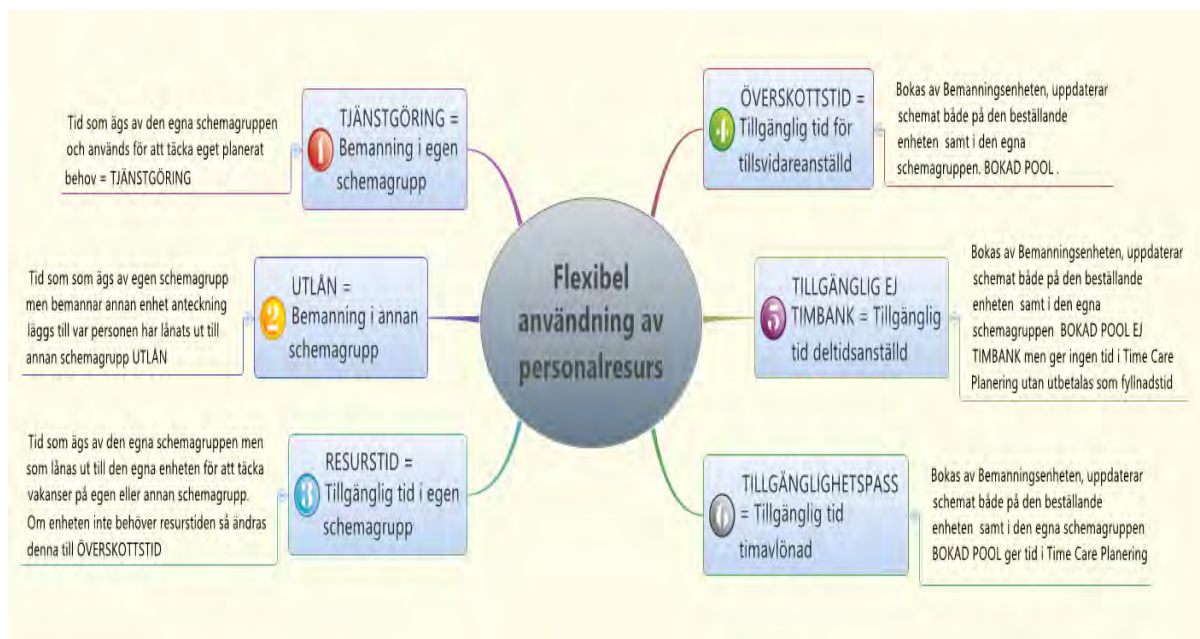 Flexibel
användning av
personalresurs
1
TJÄNSTGÖRING =
Bemanning i egen
schemagrupp
Tid som ägs av den egna schemagruppen
och används för att täcka eget planerat
behov = TJÄNSTGÖRING
2
UTLÅN =
Bemanning i annan
schemagrupp
Tid som som ägs av egen schemagrupp
men bemannar annan enhet anteckning
läggs till var personen har lånats ut till
annan schemagrupp UTLÅN
3
RESURSTID =
Tillgänglig tid i egen
schemagrupp
Tid som ägs av den egna schemagruppen men
som lånas ut till den egna enheten för att täcka
vakanser på egen eller annan schemagrupp.
Om enheten inte behöver resurstiden så ändras
denna till ÖVERSKOTTSTID
4
ÖVERSKOTTSTID =
Tillgänglig tid för
tillsvidareanställd
Bokas av Bemanningsenheten, uppdaterar
schemat både på den beställande
enheten samt i den egna
schemagruppen. BOKAD POOL .
5
TILLGÄNGLIG EJ
TIMBANK = Tillgänglig
tid deltidsanställd
Bokas av Bemanningsenheten, uppdaterar
schemat både på den beställande
enheten samt i den egna
schemagruppen BOKAD POOL EJ
TIMBANK men ger ingen tid i Time Care
Planering utan utbetalas som fyllnadstid
6
TILLGÄNGLIGHETSPASS
= Tillgänglig tid
timavlönad
Bokas av Bemanningsenheten, uppdaterar
schemat både på den beställande
enheten samt i den egna schemagruppen
BOKAD POOL ger tid i Time Care Planering